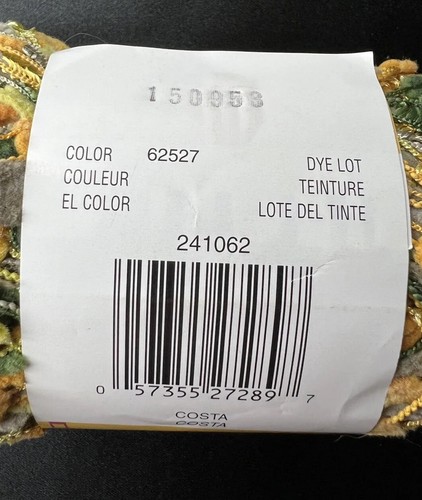 150953
COLOR 62527 DYE LOT
COULEUR TEINTURE
EL COLOR LOTE DEL TINTE
241062
0 57355 27289 7
COSTA
COSTA